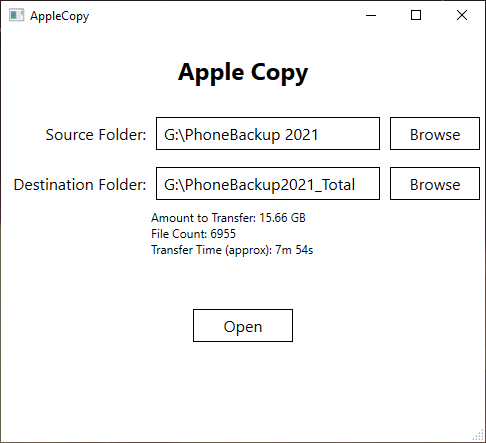 AppleCopy
Apple Copy
Source Folder: G:\PhoneBackup 2021 Browse
Destination Folder: G:\PhoneBackup2021_Total Browse
Amount to Transfer: 15.66 GB
File Count: 6955
Transfer Time (approx): 7m 54s
Open